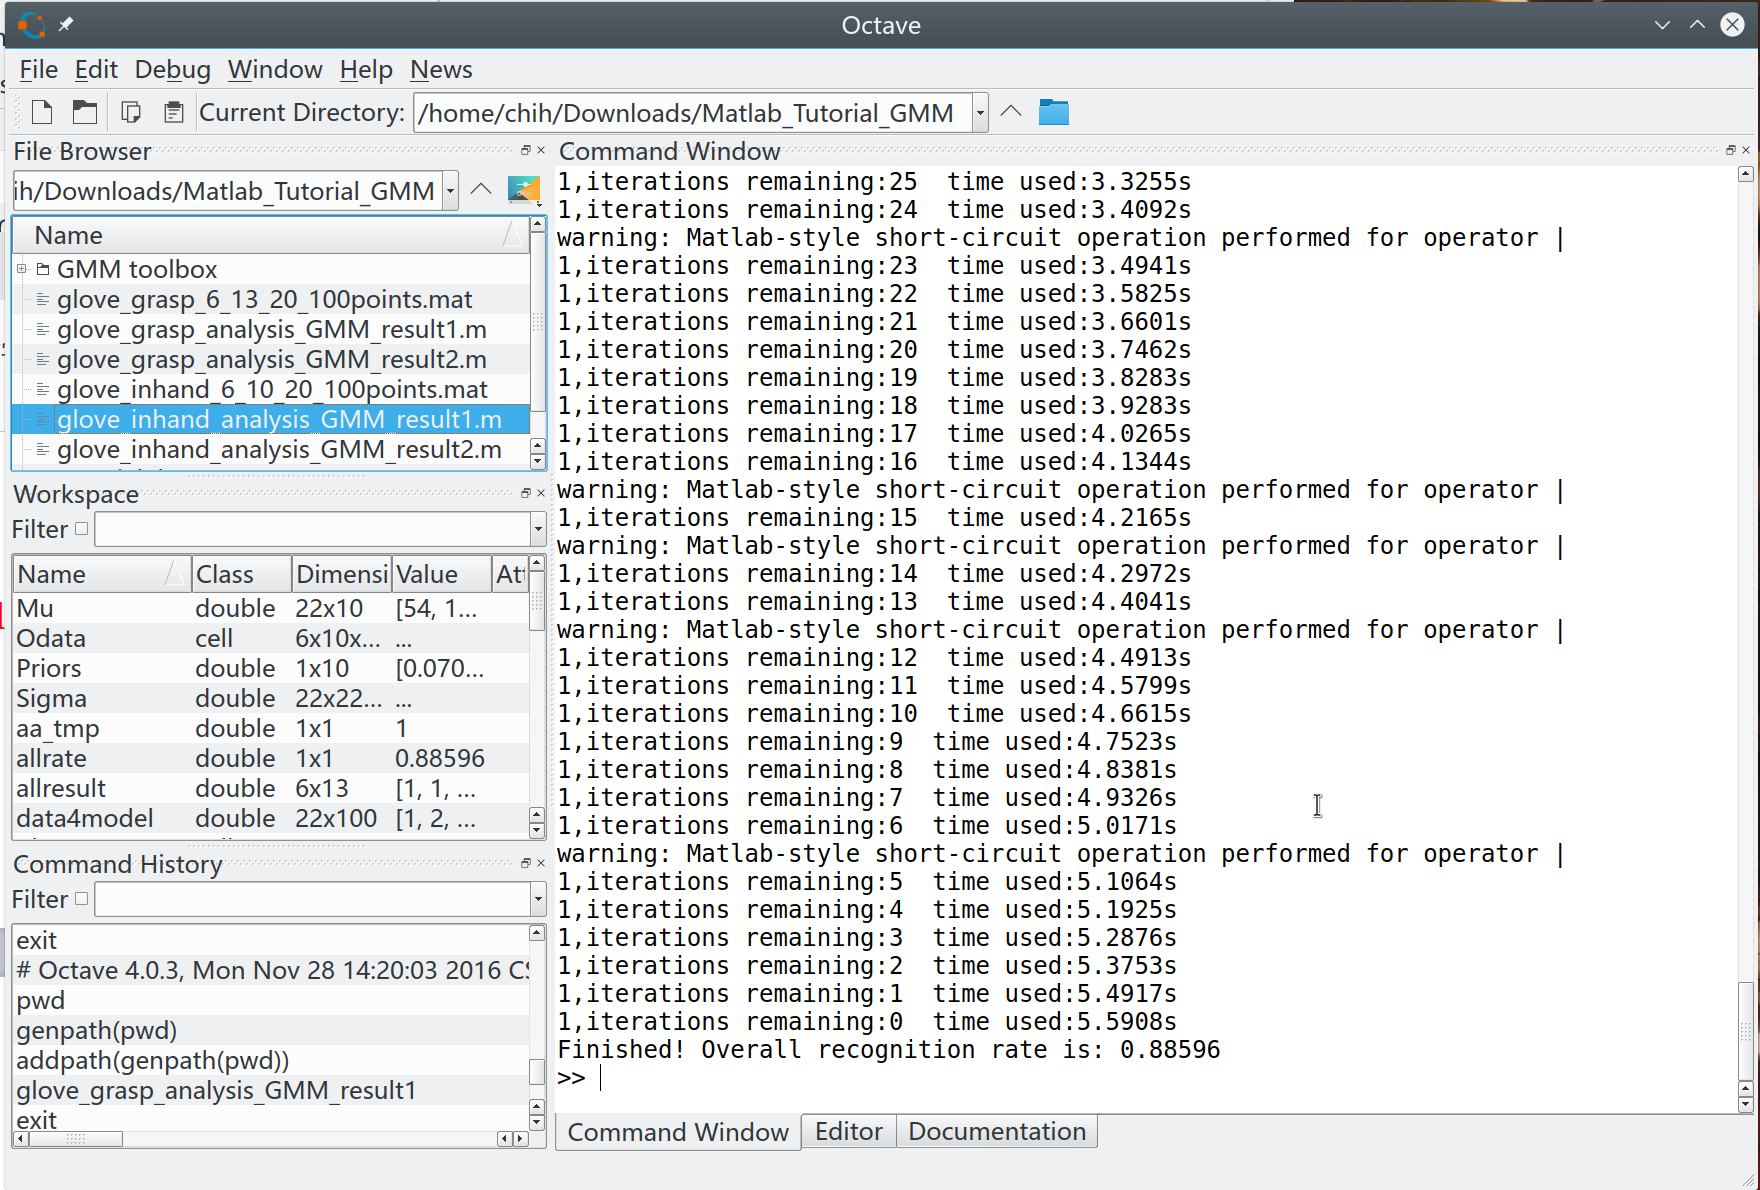 Octave
File Edit Debug Window Help News
Current Directory: /home/chih/Downloads/Matlab_Tutorial_GMM
File Browser
ih/Downloads/Matlab_Tutorial_GMM
Name
GMM toolbox
glove_grasp_6_13_20_100points.mat
glove_grasp_analysis_GMM_result1.m
glove_grasp_analysis_GMM_result2.m
glove_inhand_6_10_20_100points.mat
glove_inhand_analysis_GMM_result1.m
glove_inhand_analysis_GMM_result2.m
Workspace
Filter
Name Class Dimensi Value Att
Mu double 22x10 [54, 1...
Odata cell 6x10x... ...
Priors double 1x10 [0.070...
Sigma double 22x22... ...
aa_tmp double 1x1 1
allrate double 1x1 0.88596
allresult double 6x13 [1, 1, ...
data4model double 22x100 [1, 2, ...
Command History
Filter
exit
# Octave 4.0.3, Mon Nov 28 14:20:03 2016 CS
pwd
genpath(pwd)
addpath(genpath(pwd))
glove_grasp_analysis_GMM_result1
exit
Command Window
1,iterations remaining:25  time used:3.3255s
1,iterations remaining:24  time used:3.4092s
warning: Matlab-style short-circuit operation performed for operator |
1,iterations remaining:23  time used:3.4941s
1,iterations remaining:22  time used:3.5825s
1,iterations remaining:21  time used:3.6601s
1,iterations remaining:20  time used:3.7462s
1,iterations remaining:19  time used:3.8283s
1,iterations remaining:18  time used:3.9283s
1,iterations remaining:17  time used:4.0265s
1,iterations remaining:16  time used:4.1344s
warning: Matlab-style short-circuit operation performed for operator |
1,iterations remaining:15  time used:4.2165s
warning: Matlab-style short-circuit operation performed for operator |
1,iterations remaining:14  time used:4.2972s
1,iterations remaining:13  time used:4.4041s
warning: Matlab-style short-circuit operation performed for operator |
1,iterations remaining:12  time used:4.4913s
1,iterations remaining:11  time used:4.5799s
1,iterations remaining:10  time used:4.6615s
1,iterations remaining:9  time used:4.7523s
1,iterations remaining:8  time used:4.8381s
1,iterations remaining:7  time used:4.9326s
1,iterations remaining:6  time used:5.0171s
warning: Matlab-style short-circuit operation performed for operator |
1,iterations remaining:5  time used:5.1064s
1,iterations remaining:4  time used:5.1925s
1,iterations remaining:3  time used:5.2876s
1,iterations remaining:2  time used:5.3753s
1,iterations remaining:1  time used:5.4917s
1,iterations remaining:0  time used:5.5908s
Finished! Overall recognition rate is: 0.88596
>>
Command Window Editor Documentation